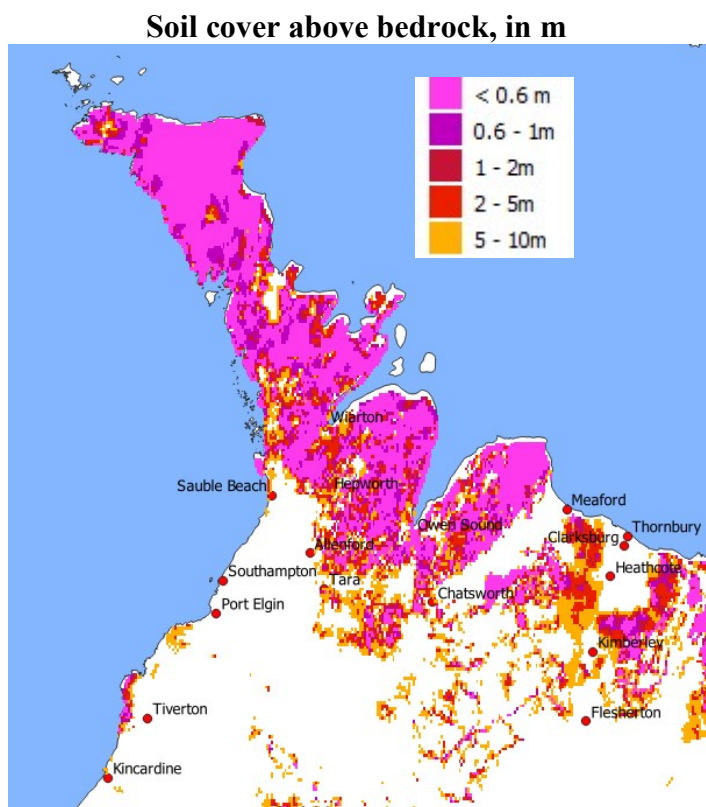 Soil cover above bedrock, in m
< 0.6 m
0.6 - 1m
1 - 2m
2 - 5m
5 - 10m
Wiarton
Sauble Beach
Hepworth
Meaford
Owen Sound
Thornbury
Clarksburg
Allenford
Heathcote
Southampton
Tara
Chatsworth
Port Elgin
Kimberley
Tiverton
Flesherton
Kincardine